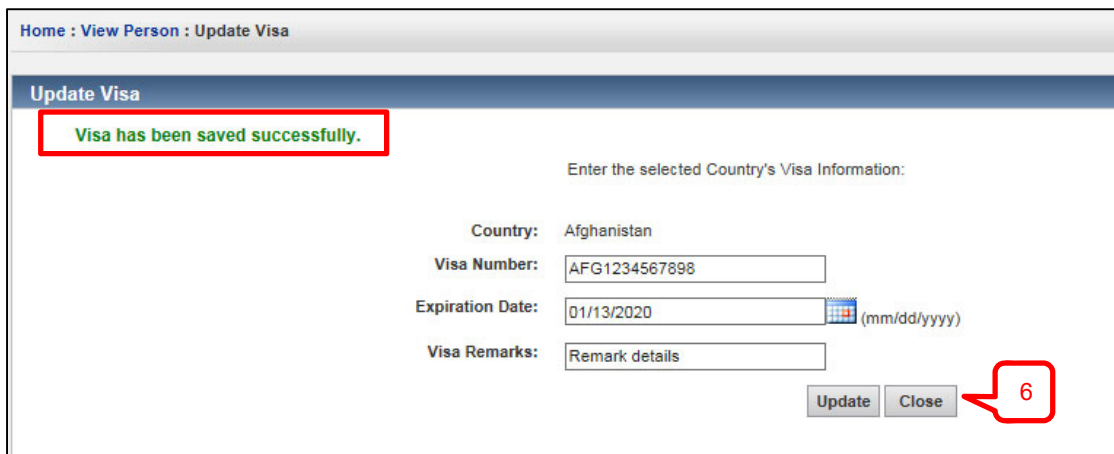 Home : View Person : Update Visa
Update Visa
Visa has been saved successfully.
Enter the selected Country's Visa Information:
Country: Afghanistan
Visa Number: AFG1234567898
Expiration Date: 01/13/2020 (mm/dd/yyyy)
Visa Remarks: Remark details
Update Close 6